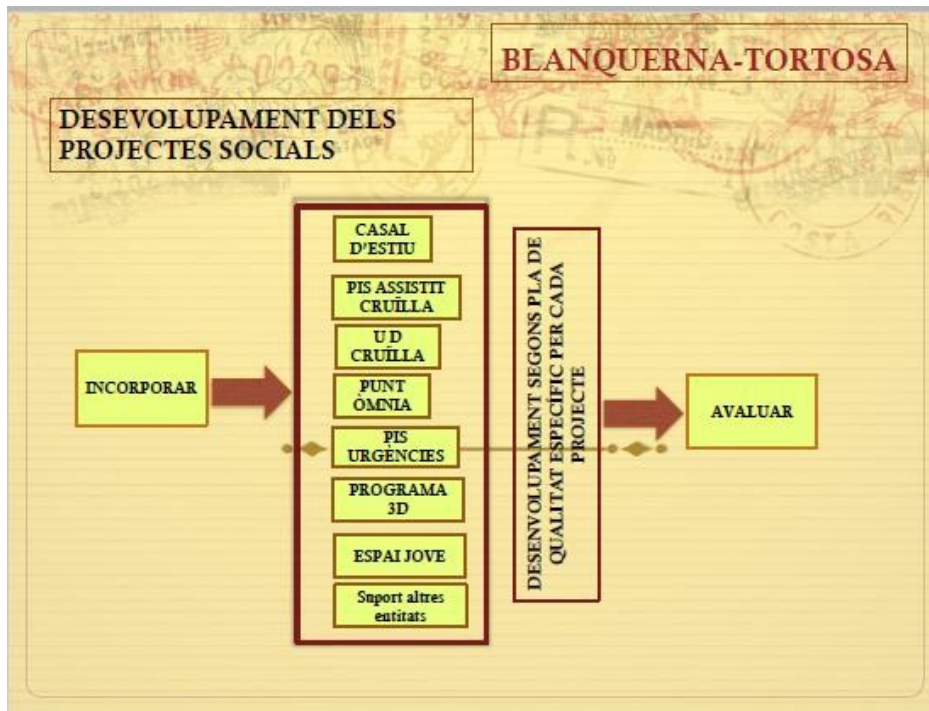 BLANQUERNA-TORTOSA
DESEVOLUPAMENT DELS
PROJECTES SOCIALS
INCORPORAR
CASAL
D'ESTIU
PIS ASSISTIT
CRUÏLLA
U D
CRUÏLLA
PUNT
ÒMNIA
PIS
URGÈNCIES
PROGRAMA
3D
ESPAI JOVE
Suport altres
entitats
DESENVOLUPAMENT SEGONS PLA DE
QUALITAT ESPECÍFIC PER CADA
PROJECTE
AVALUAR
MADRID